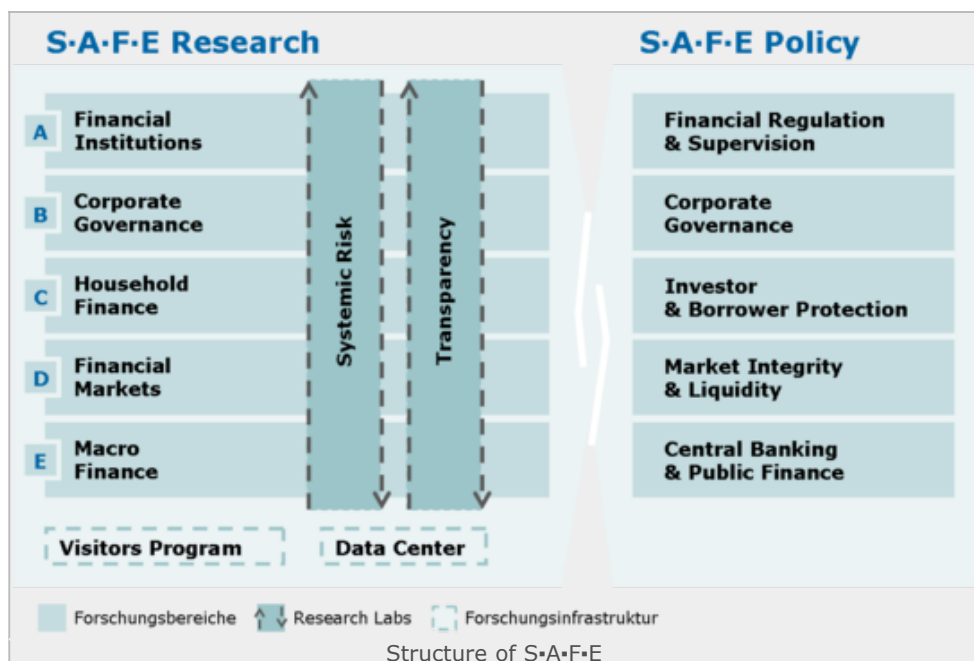 S·A·F·E Research
A
Financial
Institutions
B
Corporate
Governance
C
Household
Finance
D
Financial
Markets
E
Macro
Finance
Systemic Risk
Transparency
Visitors Program
Data Center
S·A·F·E Policy
Financial Regulation
& Supervision
Corporate
Governance
Investor
& Borrower Protection
Market Integrity
& Liquidity
Central Banking
& Public Finance
Forschungsbereiche
Research Labs
Forschungsinfrastruktur
Structure of S·A·F·E